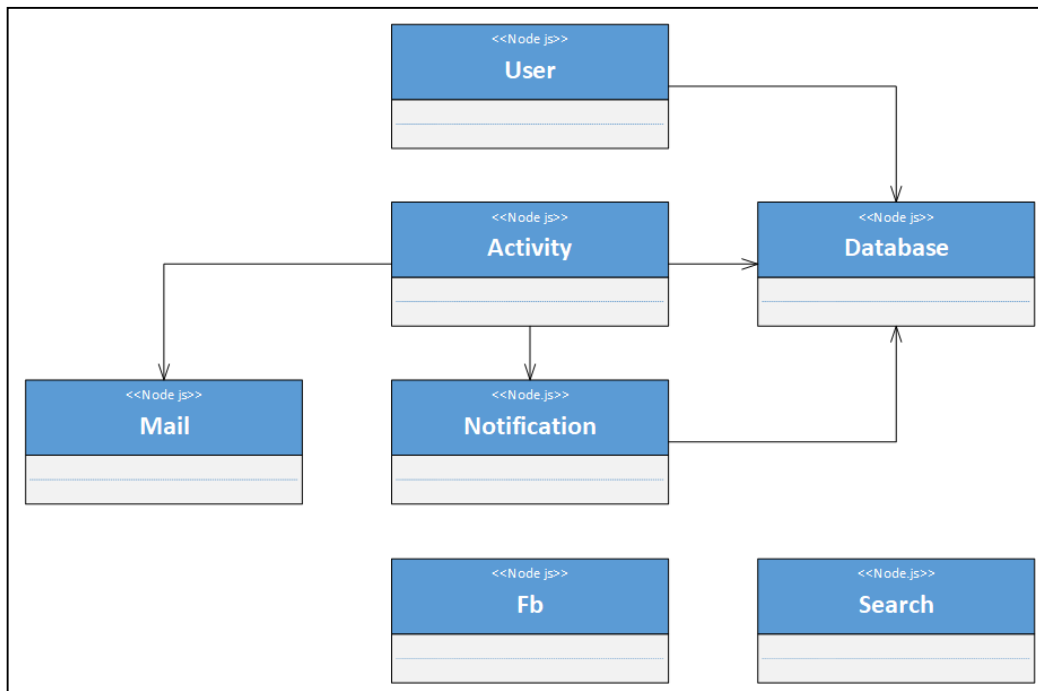 <<Node js>>
User
<<Node js>>
Activity
<<Node js>>
Database
<<Node js>>
Mail
<<Node.js>>
Notification
<<Node js>>
Fb
<<Node.js>>
Search